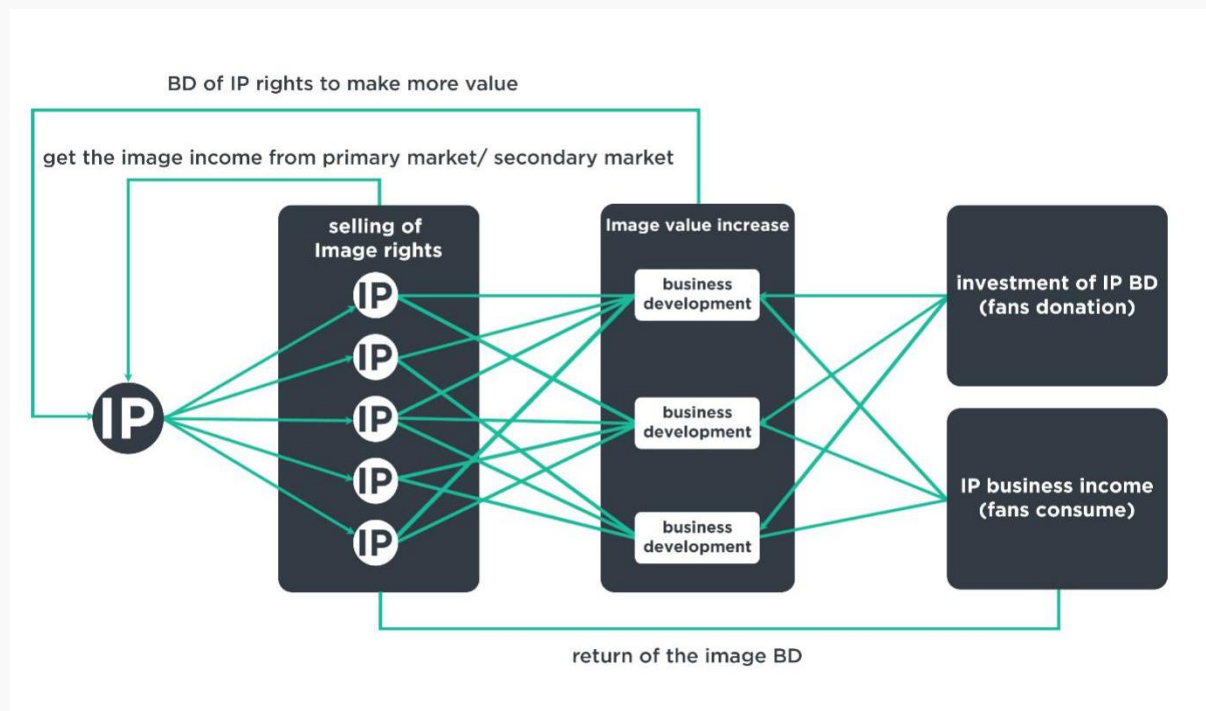 BD of IP rights to make more value
get the image income from primary market/ secondary market
selling of
Image rights
IP
IP
IP
IP
IP
IP
Image value increase
business
development
business
development
business
development
investment of IP BD
(fans donation)
IP business income
(fans consume)
return of the image BD